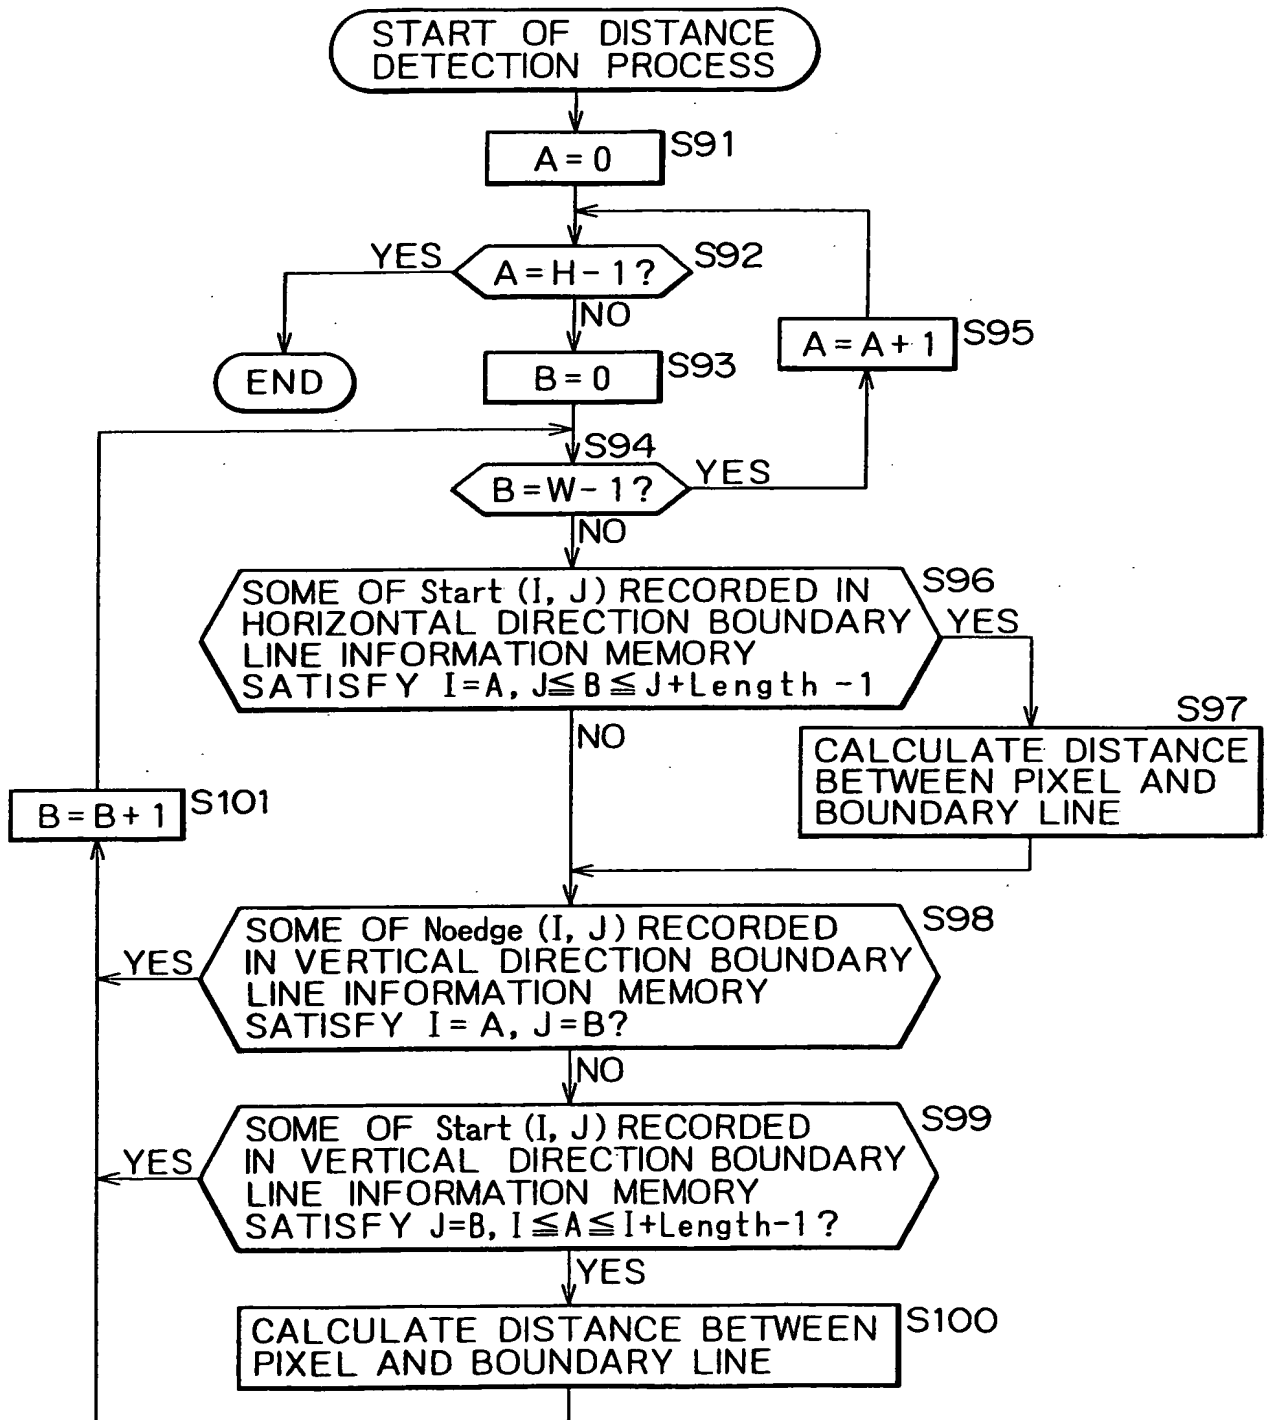 START OF DISTANCE
DETECTION PROCESS
A=0
S91
YES
A=H-1?
S92
NO
A=A+1
S95
END
B=0
S93
S94
B=W-1?
YES
NO
SOME OF Start (I, J) RECORDED IN
HORIZONTAL DIRECTION BOUNDARY
LINE INFORMATION MEMORY
SATISFY I=A, J≦B≦J+Length-1
S96
YES
NO
S97
CALCULATE DISTANCE
BETWEEN PIXEL AND
BOUNDARY LINE
B=B+1
S101
SOME OF Noedge (I, J) RECORDED
IN VERTICAL DIRECTION BOUNDARY
LINE INFORMATION MEMORY
SATISFY I=A, J=B?
S98
YES
NO
SOME OF Start (I, J) RECORDED
IN VERTICAL DIRECTION BOUNDARY
LINE INFORMATION MEMORY
SATISFY J=B, I≦A≦I+Length-1?
S99
YES
YES
CALCULATE DISTANCE BETWEEN
PIXEL AND BOUNDARY LINE
S100